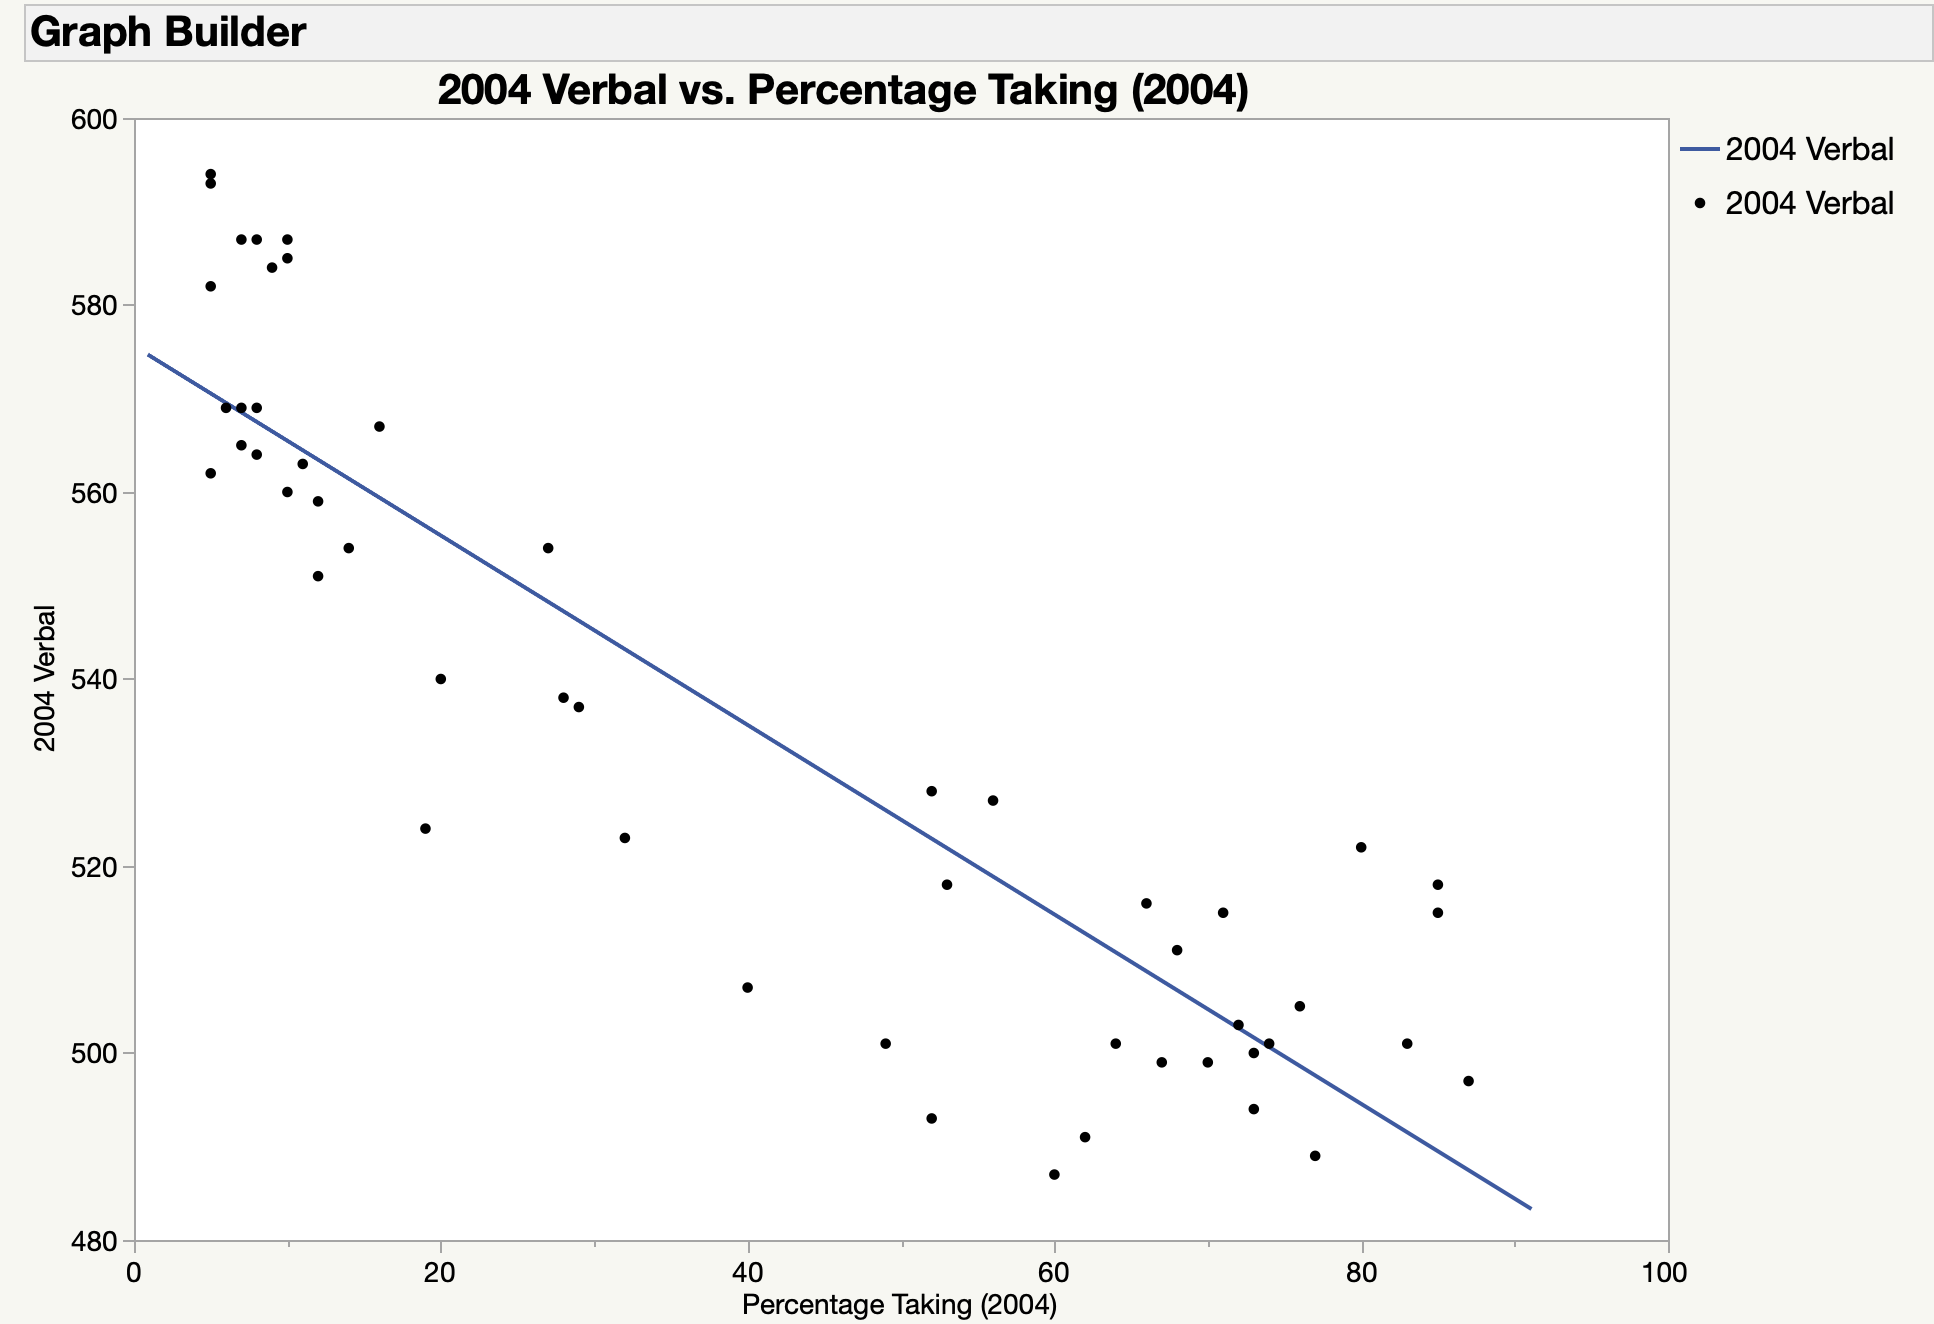 Graph Builder
2004 Verbal vs. Percentage Taking (2004)
600
580
560
540
520
500
480
2004 Verbal
0 20 40 60 80 100
Percentage Taking (2004)
2004 Verbal
2004 Verbal